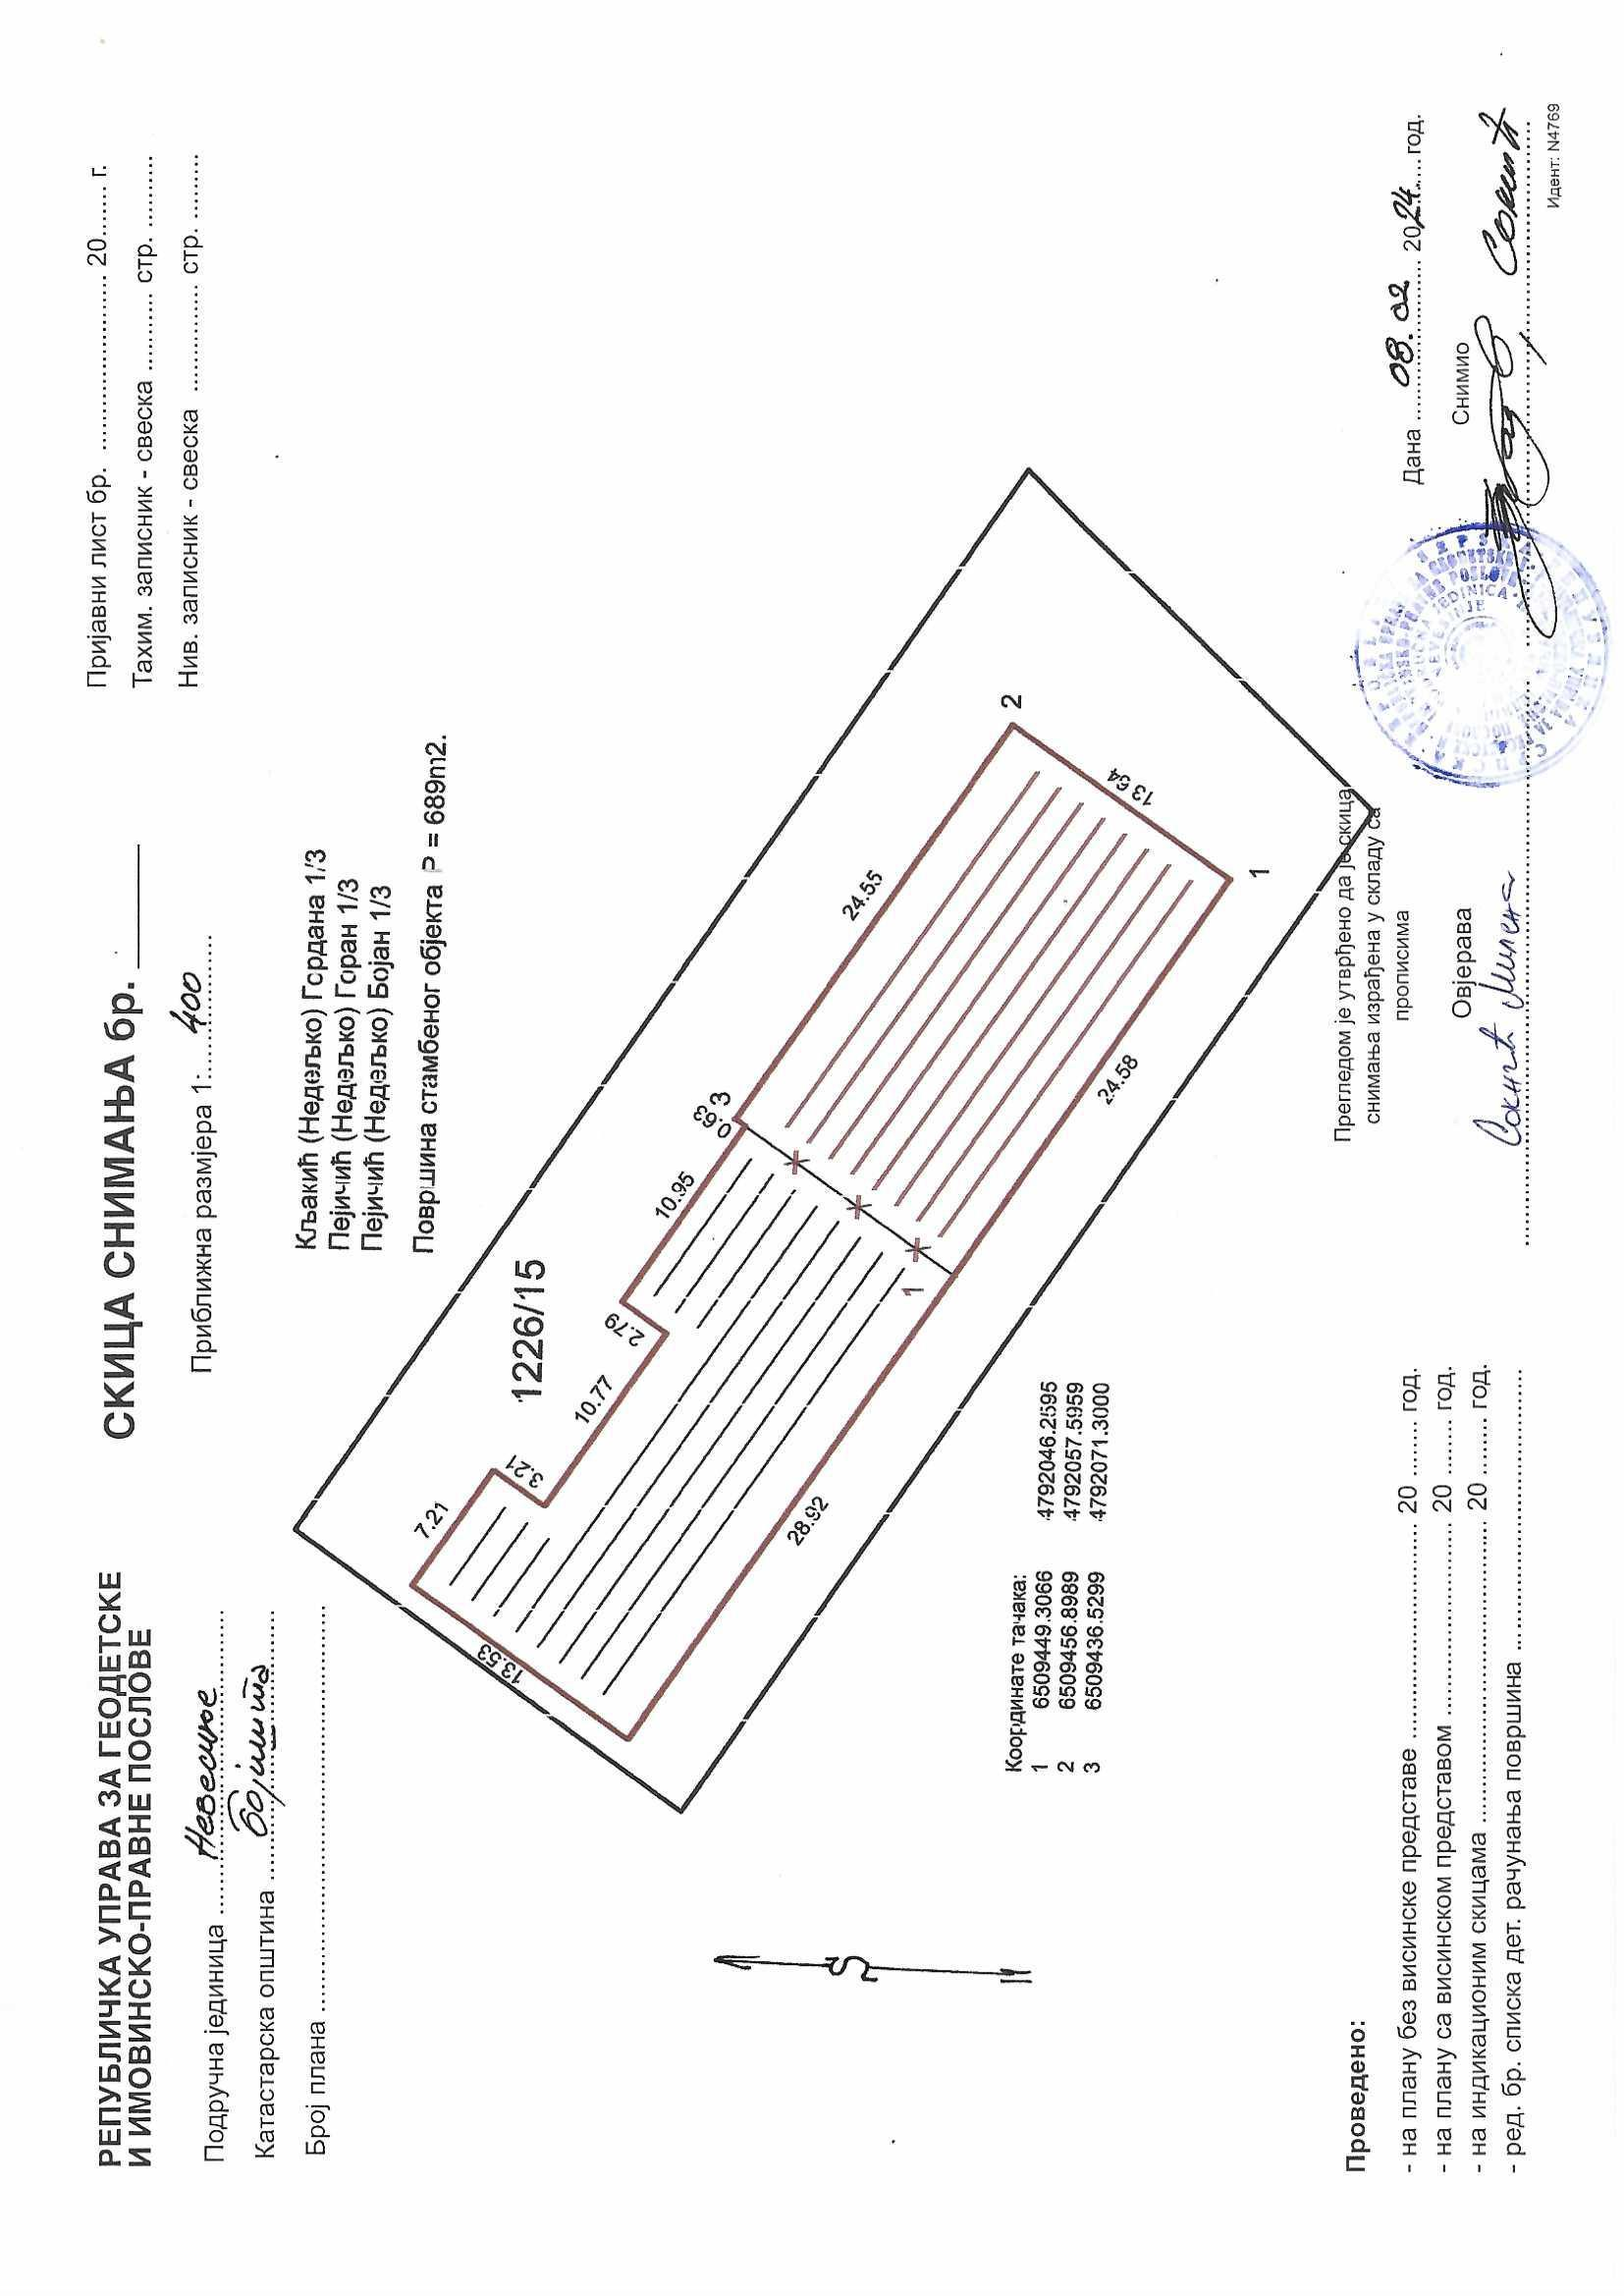 РЕПУБЛИЧКА УПРАВА ЗА ГЕОДЕТСКЕ
И ИМОВИНСКО-ПРАВНЕ ПОСЛОВЕ
СКИЦА СНИМАЊА бр. ________
Пријавни лист бр. ........................ 20....... г.
Тахим. записник - свеска ........... стр. ...........
Нив. записник - свеска ............... стр. ........
Подручна јединица ........ Невесиње
Катастарска општина ........ Бојишта
Број плана ........................................
Приближна размјера 1:...... 400
Кљакић (Недељко) Гордана 1/3
Пејичић (Недељко) Горан 1/3
Пејичић (Недељко) Бојан 1/3
Површина стамбеног објекта P = 689m2.
1226/15
7.21
3.21
10.77
2.79
10.95
0.63
3
24.55
2
13.64
1
24.58
1
28.92
13.53
С
Координате тачака:
1 6509449.3066 4792046.2595
2 6509456.8989 4792057.5959
3 6509436.5299 4792071.3000
Проведено:
- на плану без висинске представе ............................ 20 ........ год.
- на плану са висинском представом ........................ 20 ........ год.
- на индикационим скицама ........................................ 20 ........ год.
- ред. бр. списка дет. рачунања површина ........................................
Прегледом је утврђено да је скица
снимања израђена у складу са
прописима
Овјерава
Сокнић Милена
Дана ........ 08.02 ...... 2024 ..... год.
Снимио
Идент: N4769